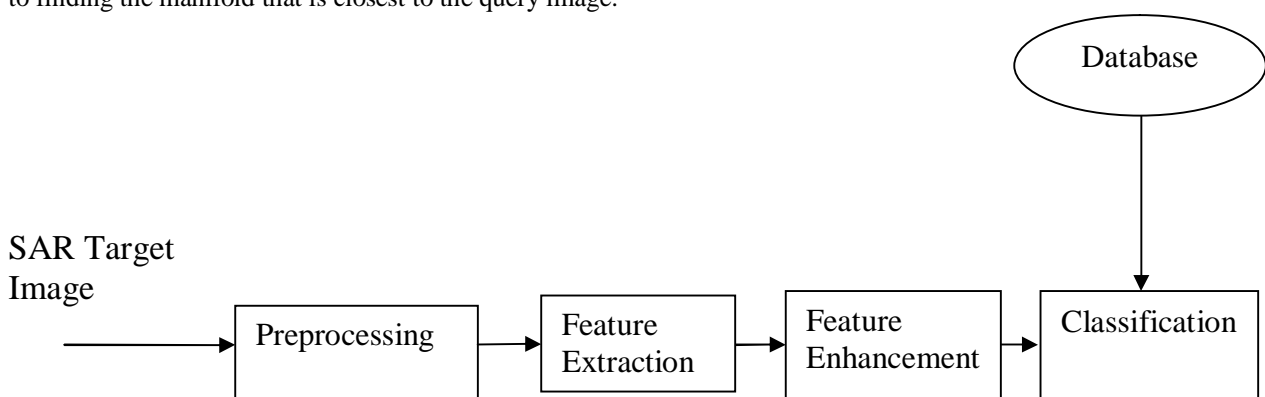 to finding the manifold that is closest to the query image.
Database
SAR Target
Image
Preprocessing
Feature
Extraction
Feature
Enhancement
Classification